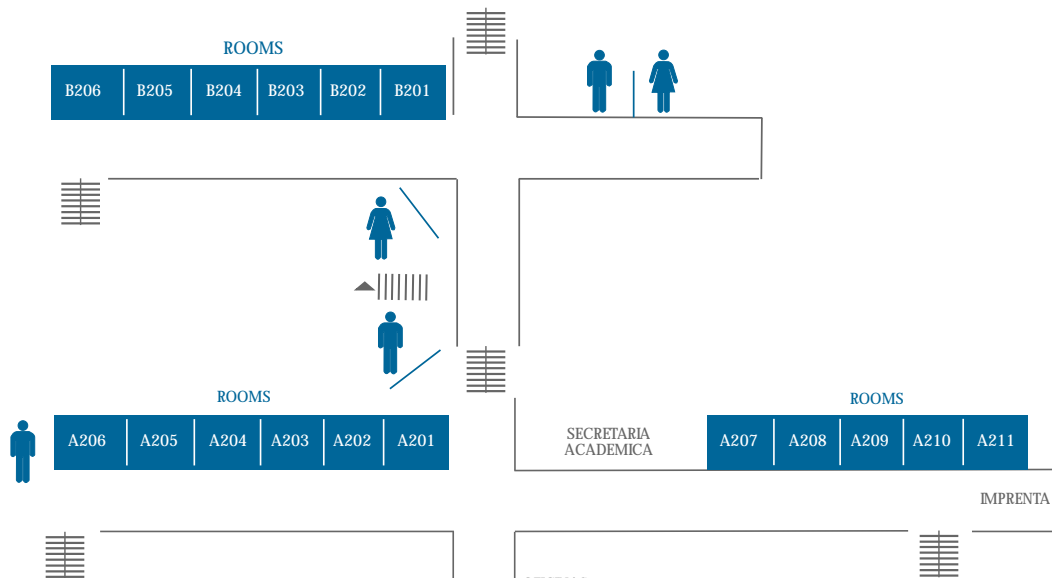 ROOMS
B206 B205 B204 B203 B202 B201
ROOMS
A206 A205 A204 A203 A202 A201
SECRETARIA
ACADEMICA
ROOMS
A207 A208 A209 A210 A211
IMPRENTA